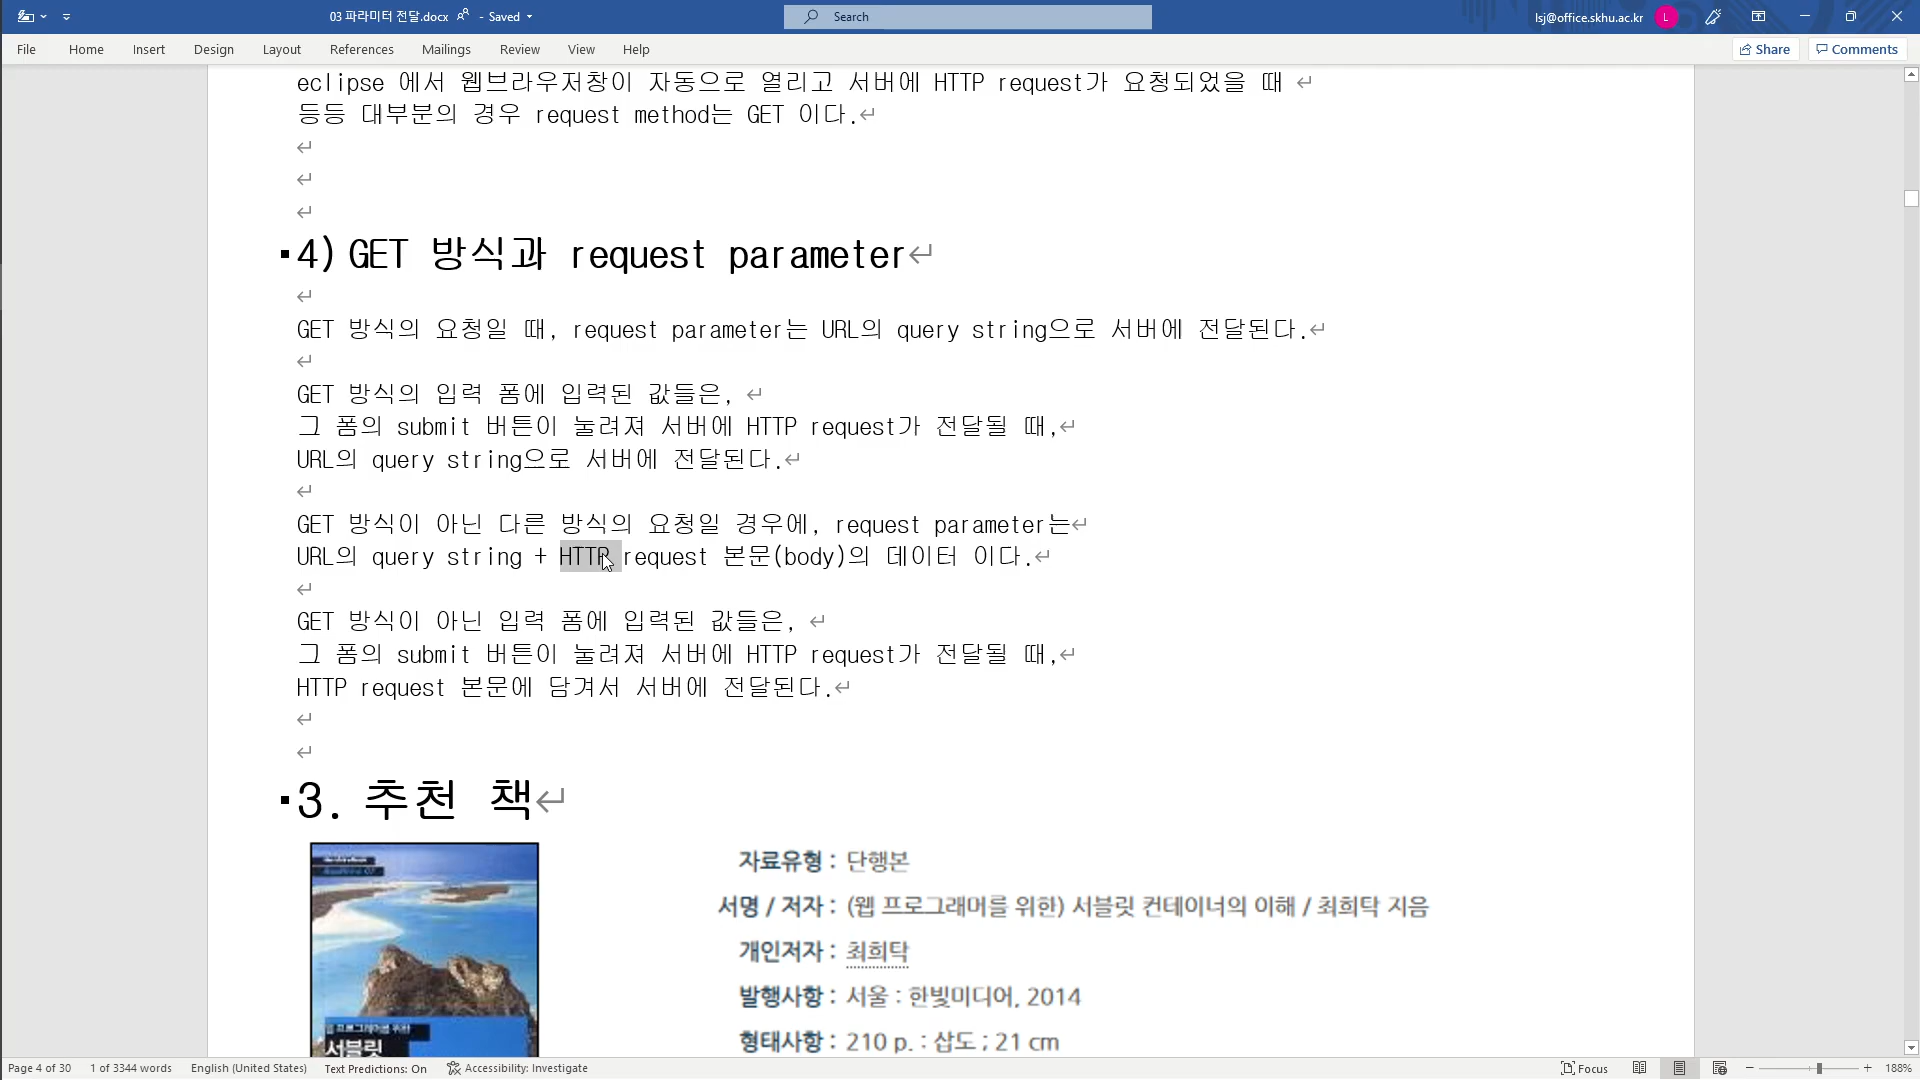 03 파라미터 전달.docx - Saved
Search
lsj@office.skhu.ac.kr L
File Home Insert Design Layout References Mailings Review View Help Share Comments
eclipse 에서 웹브라우저창이 자동으로 열리고 서버에 HTTP request가 요청되었을 때
등등 대부분의 경우 request method는 GET 이다.
4) GET 방식과 request parameter
GET 방식의 요청일 때, request parameter는 URL의 query string으로 서버에 전달된다.
GET 방식의 입력 폼에 입력된 값들은,
그 폼의 submit 버튼이 눌려져 서버에 HTTP request가 전달될 때,
URL의 query string으로 서버에 전달된다.
GET 방식이 아닌 다른 방식의 요청일 경우에, request parameter는
URL의 query string + HTTP request 본문(body)의 데이터 이다.
GET 방식이 아닌 입력 폼에 입력된 값들은,
그 폼의 submit 버튼이 눌려져 서버에 HTTP request가 전달될 때,
HTTP request 본문에 담겨서 서버에 전달된다.
3. 추천 책
자료유형 : 단행본
서명 / 저자 : (웹 프로그래머를 위한) 서블릿 컨테이너의 이해 / 최희탁 지음
개인저자 : 최희탁
발행사항 : 서울 : 한빛미디어, 2014
형태사항 : 210 p. : 삽도 ; 21 cm
웹 프로그래머를 위한
서블릿
Page 4 of 30 1 of 3344 words English (United States) Text Predictions: On Accessibility: Investigate Focus 188%